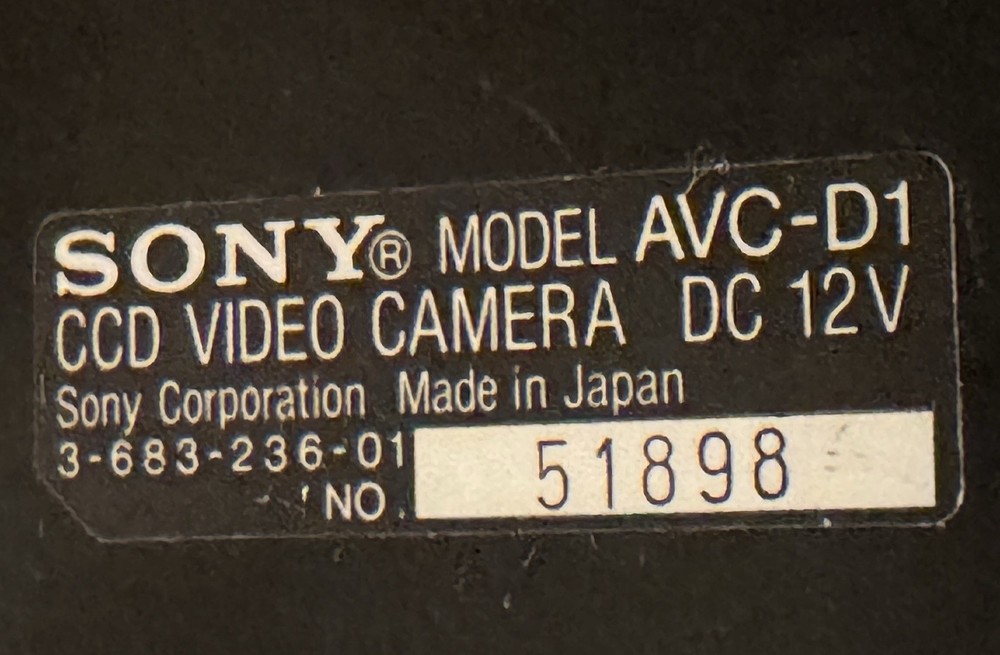 SONY® MODEL AVC-D1
CCD VIDEO CAMERA DC 12V
Sony Corporation Made in Japan
3-683-236-01
NO. 51898